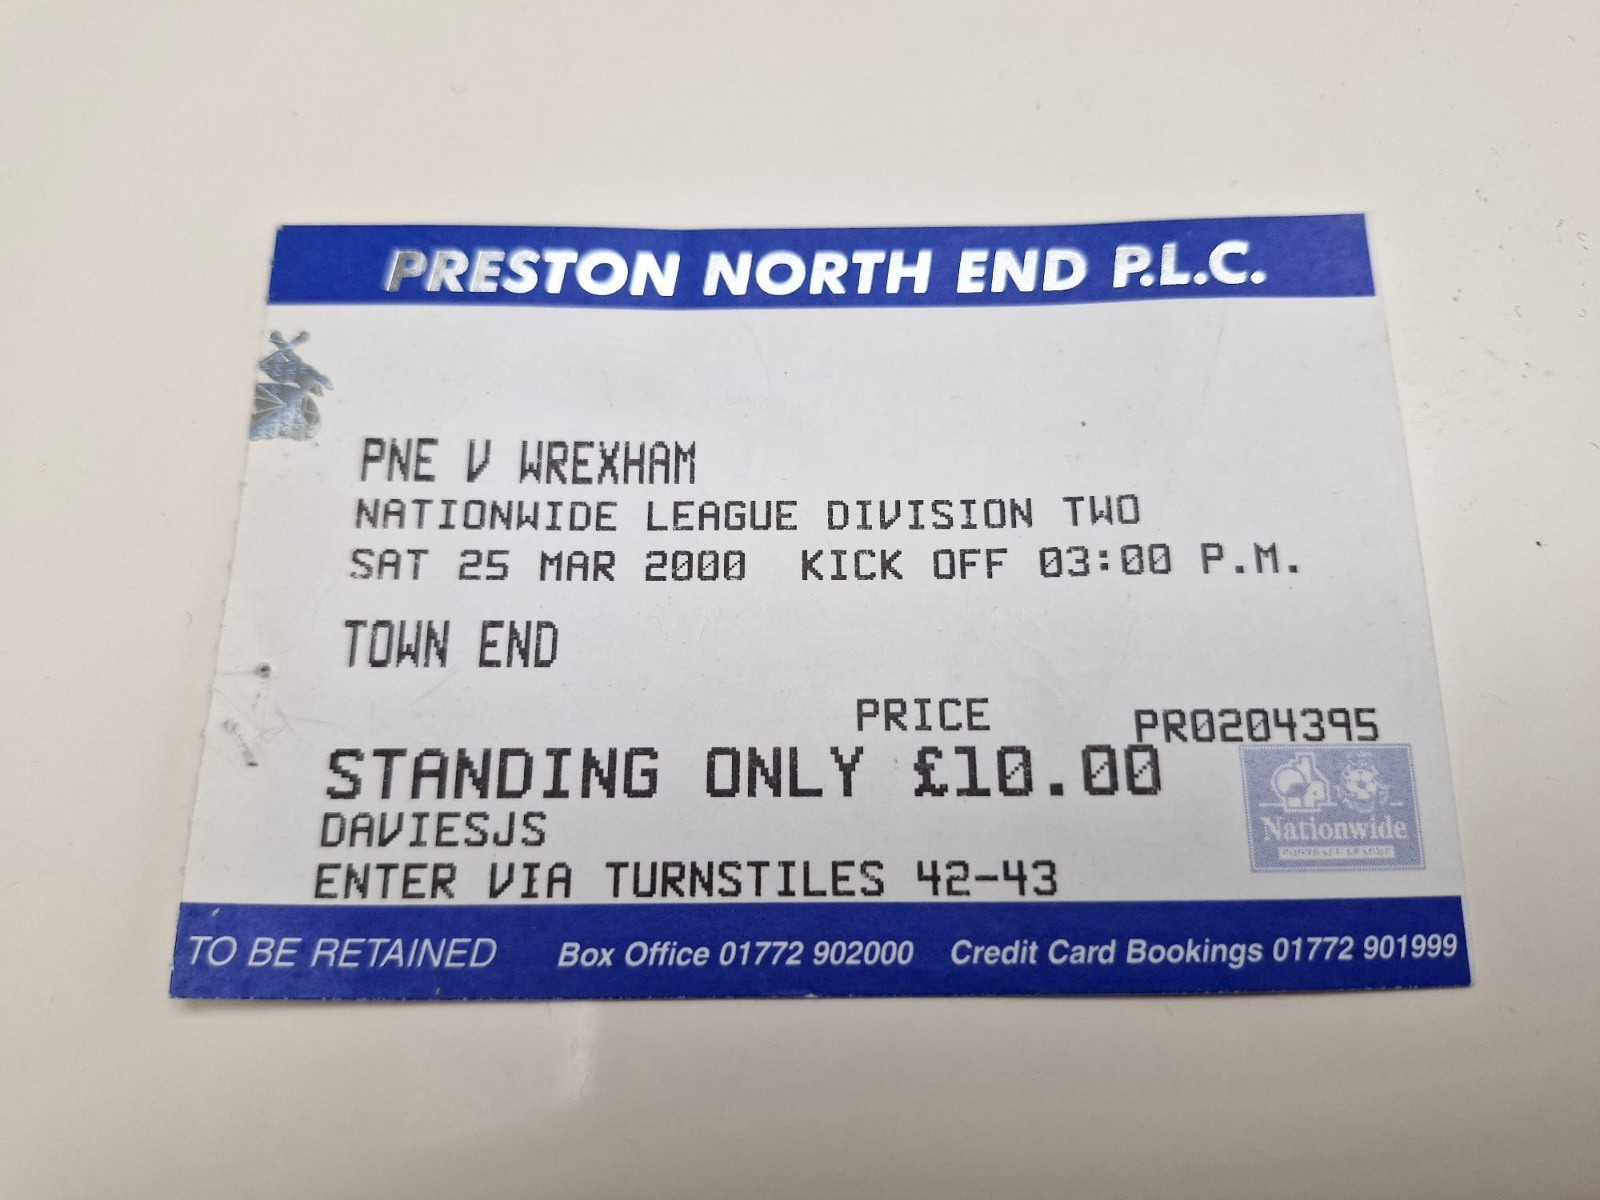 PRESTON NORTH END P.L.C.
PNE V WREXHAM
NATIONWIDE LEAGUE DIVISION TWO
SAT 25 MAR 2000 KICK OFF 03:00 P.M.
TOWN END
PRICE PR0204395
STANDING ONLY £10.00
DAVIESJS
ENTER VIA TURNSTILES 42-43
Nationwide
FOOTBALL LEAGUE
TO BE RETAINED Box Office 01772 902000 Credit Card Bookings 01772 901999